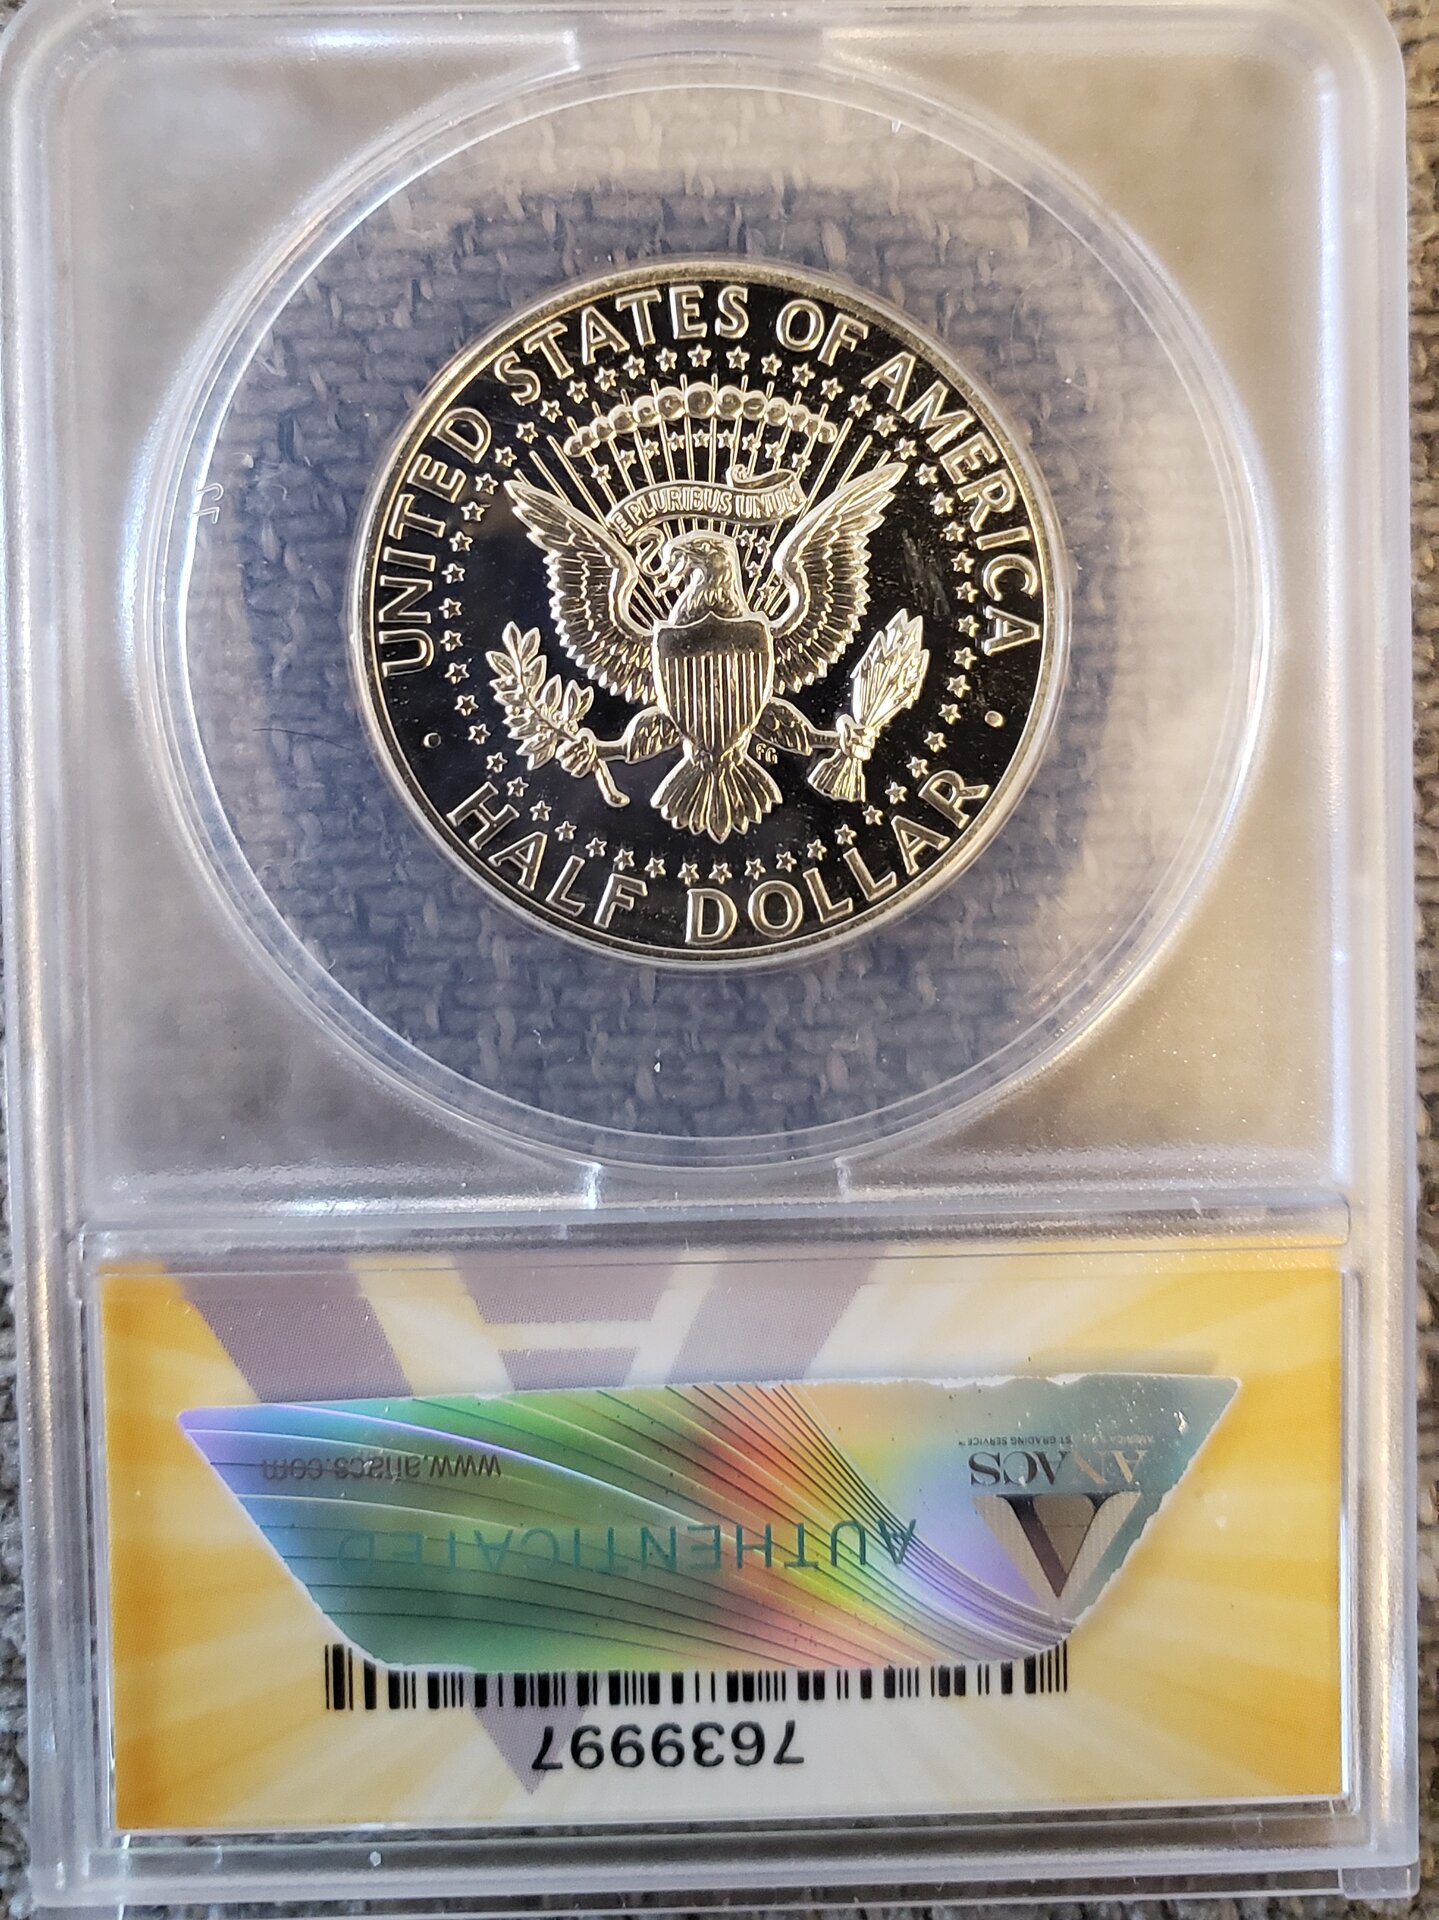 UNITED STATES OF AMERICA
E PLURIBUS UNUM
FG
HALF DOLLAR
www.anacs.com
ANACS
AUTHENTICATED
7639997